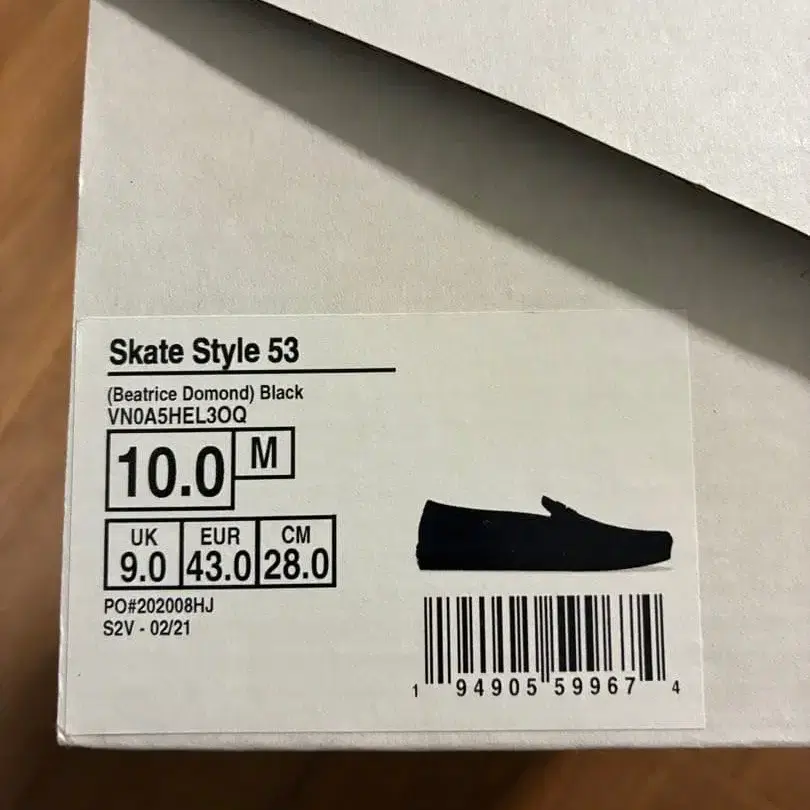 Skate Style 53
(Beatrice Domond) Black
VN0A5HEL3OQ
10.0 M
UK EUR CM
9.0 43.0 28.0
PO#202008HJ
S2V - 02/21
1 94905 59967 4